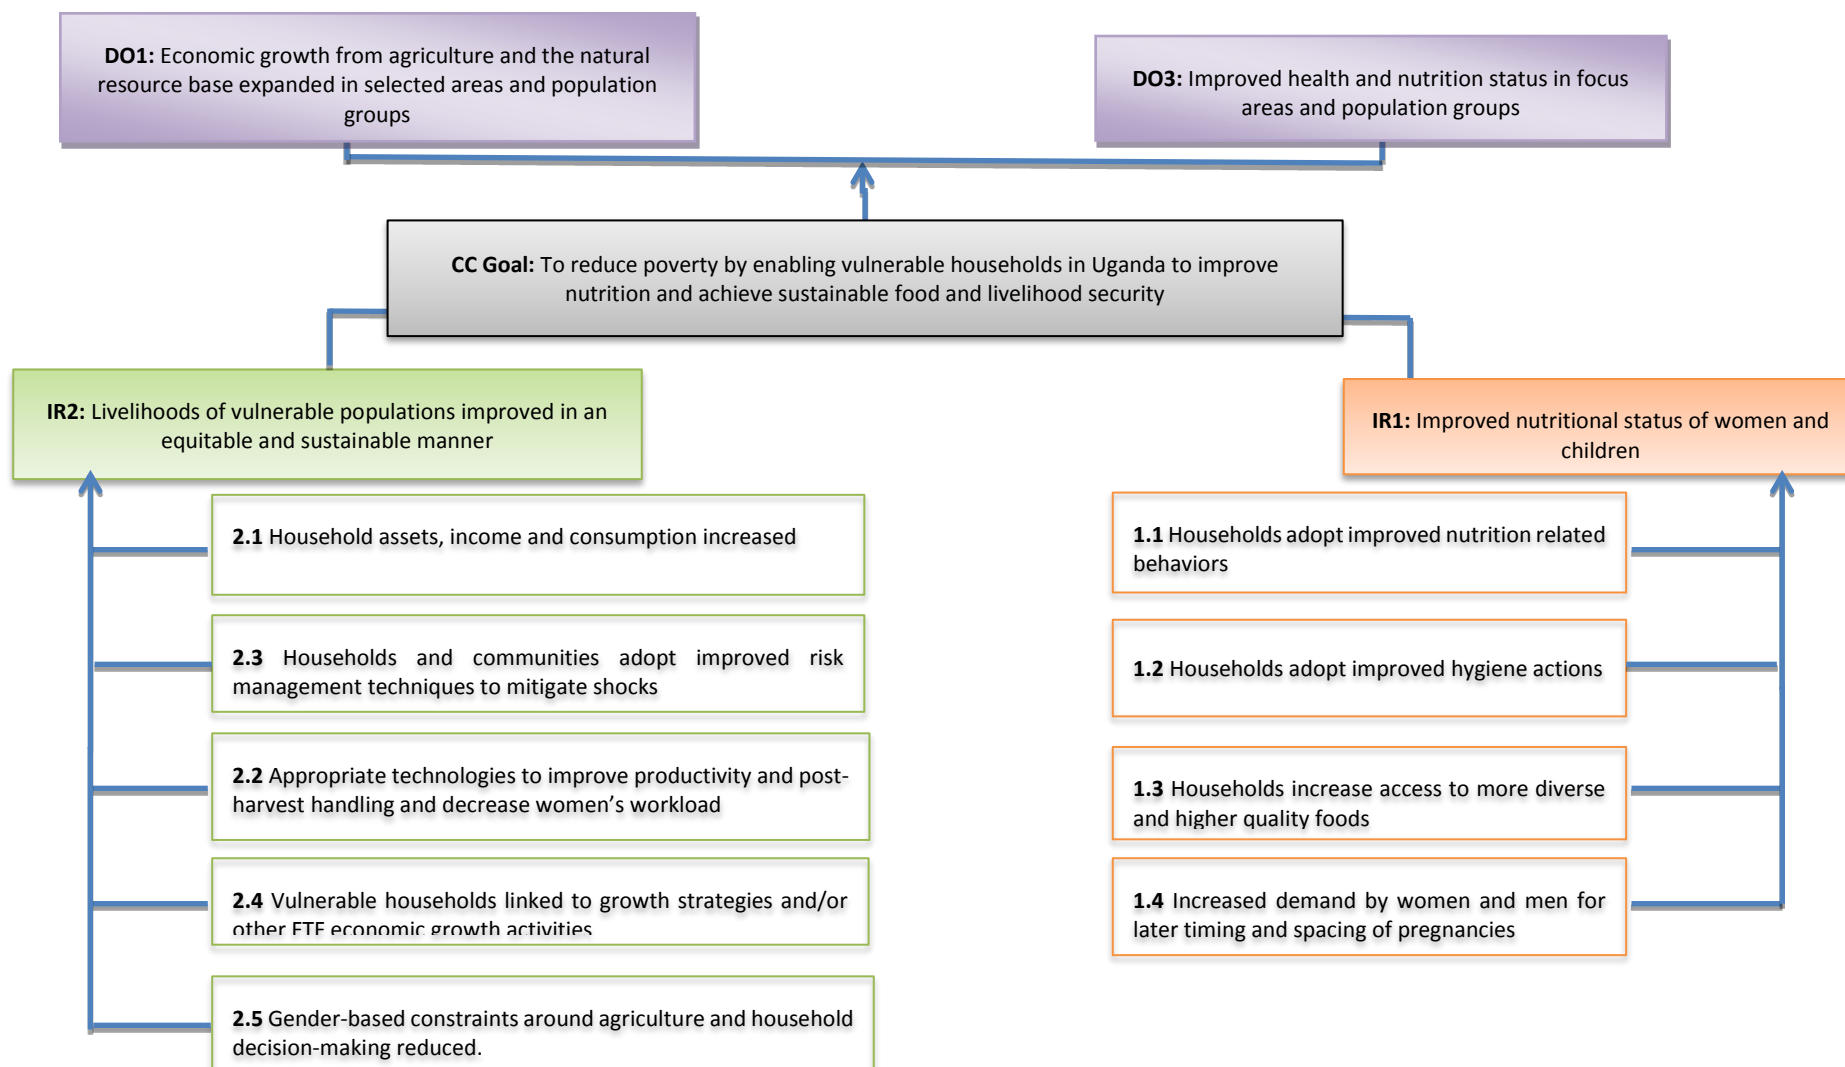 DO1: Economic growth from agriculture and the natural
resource base expanded in selected areas and population
groups
DO3: Improved health and nutrition status in focus
areas and population groups
CC Goal: To reduce poverty by enabling vulnerable households in Uganda to improve
nutrition and achieve sustainable food and livelihood security
IR2: Livelihoods of vulnerable populations improved in an
equitable and sustainable manner
IR1: Improved nutritional status of women and
children
2.1 Household assets, income and consumption increased
2.3 Households and communities adopt improved risk
management techniques to mitigate shocks
2.2 Appropriate technologies to improve productivity and post-
harvest handling and decrease women’s workload
2.4 Vulnerable households linked to growth strategies and/or
other FTF economic growth activities
2.5 Gender-based constraints around agriculture and household
decision-making reduced.
1.1 Households adopt improved nutrition related
behaviors
1.2 Households adopt improved hygiene actions
1.3 Households increase access to more diverse
and higher quality foods
1.4 Increased demand by women and men for
later timing and spacing of pregnancies